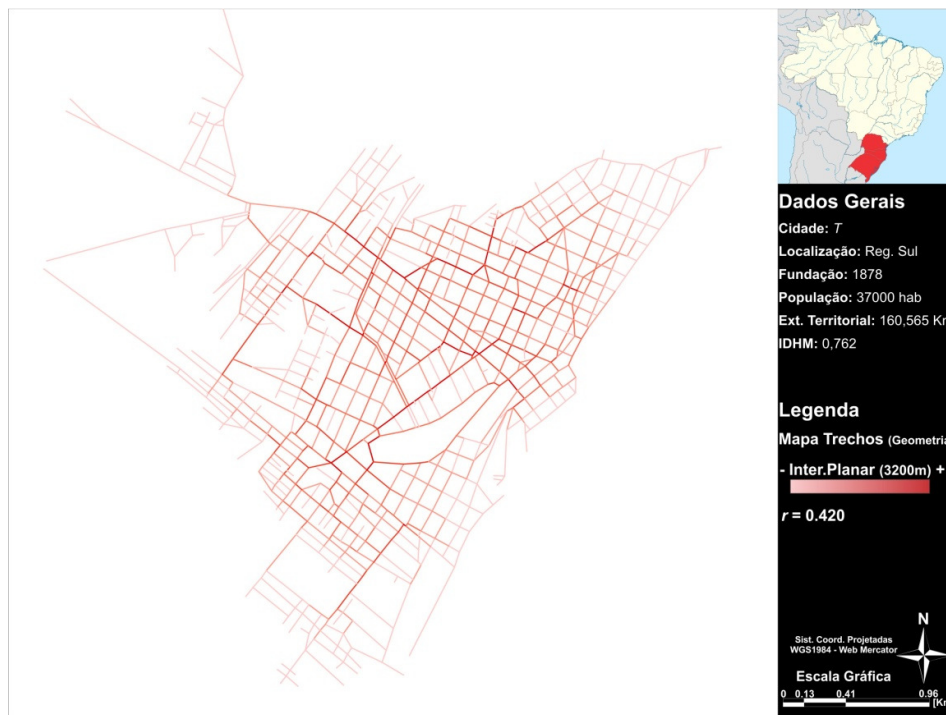 Dados Gerais
Cidade: T
Localização: Reg. Sul
Fundação: 1878
População: 37000 hab
Ext. Territorial: 160,565 K
IDHM: 0,762
Legenda
Mapa Trechos (Geometria
- Inter.Planar (3200m) +
r = 0.420
N
Sist. Coord. Projetadas
WGS1984 - Web Mercator
Escala Gráfica
0 0.13 0.41 0.96
[K